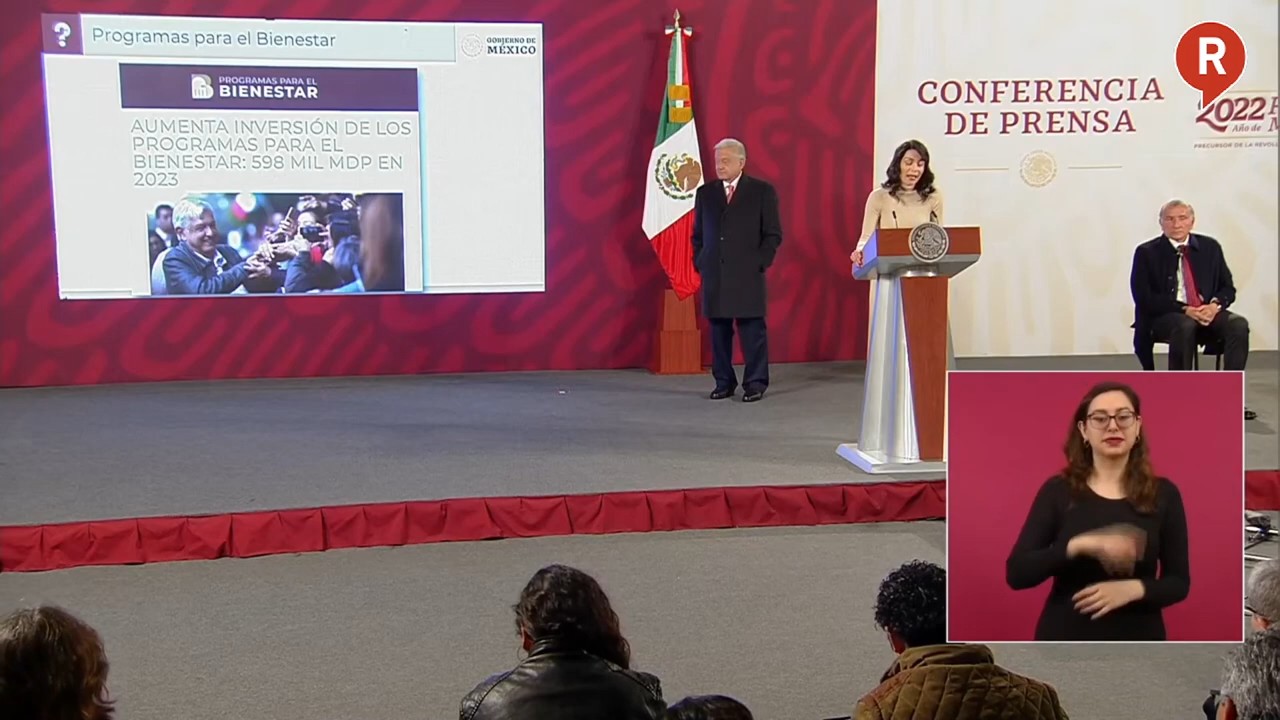 ?
Programas para el Bienestar
GOBIERNO DE
MÉXICO
PROGRAMAS PARA EL
BIENESTAR
AUMENTA INVERSIÓN DE LOS
PROGRAMAS PARA EL
BIENESTAR: 598 MIL MDP EN
2023
CONFERENCIA
DE PRENSA
R
2022
Año de
PRECURSOR DE LA